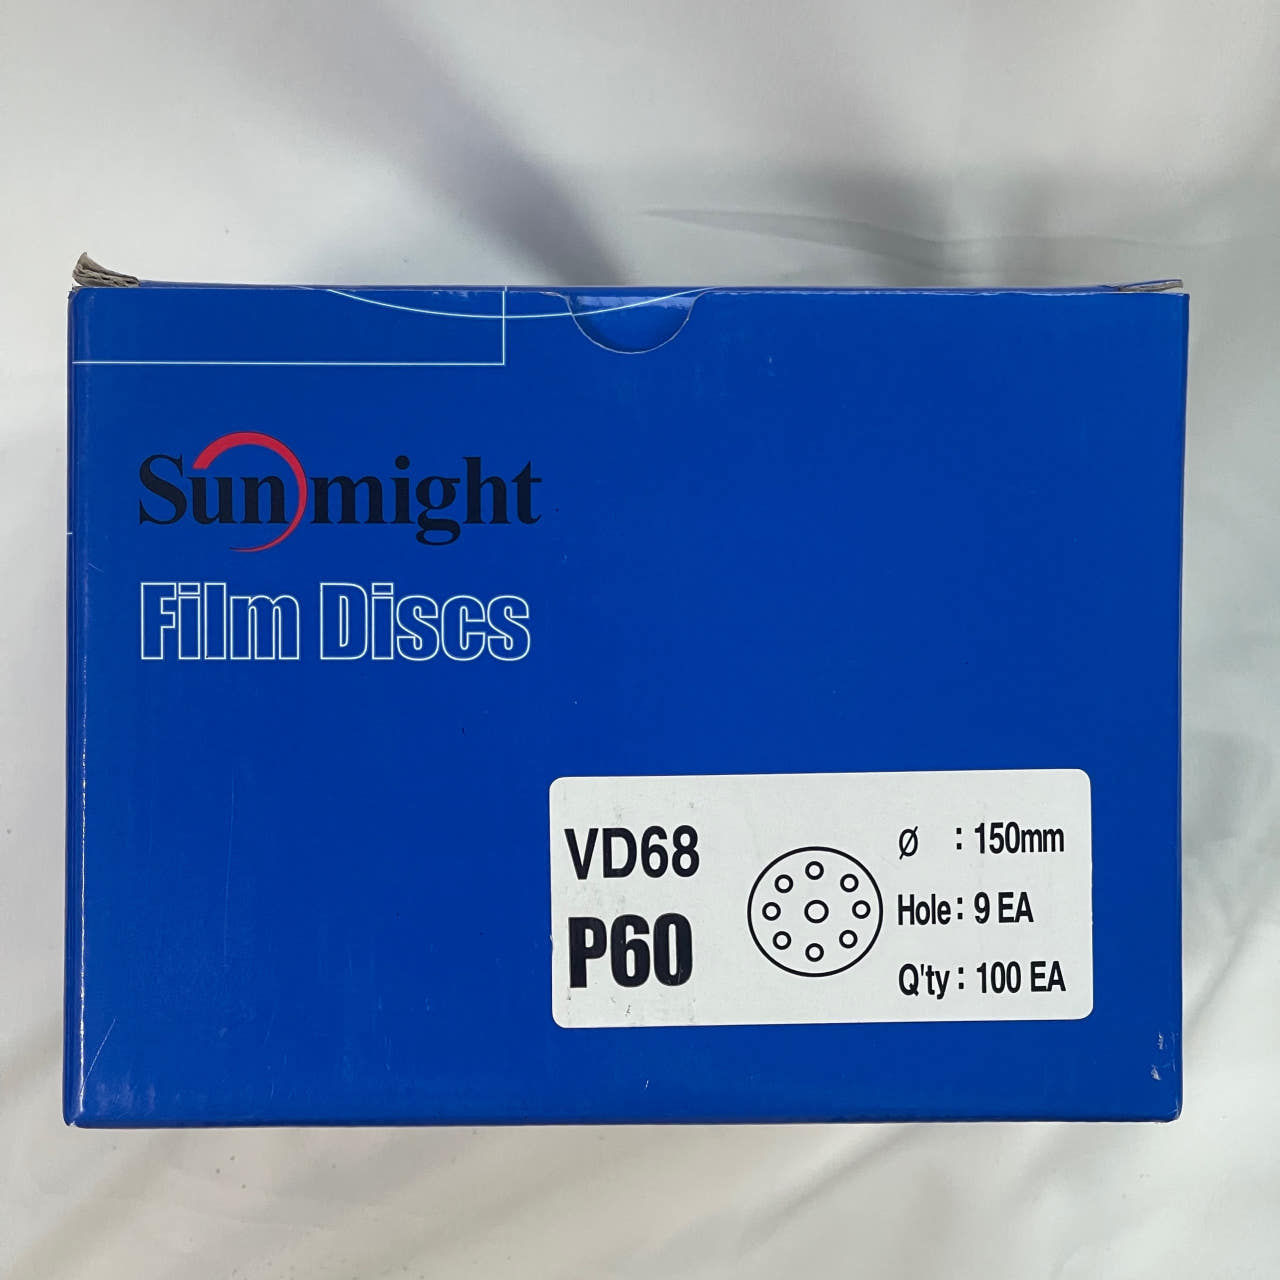 Sunmight
Film Discs
VD68
P60
Ø : 150mm
Hole : 9 EA
Q'ty : 100 EA